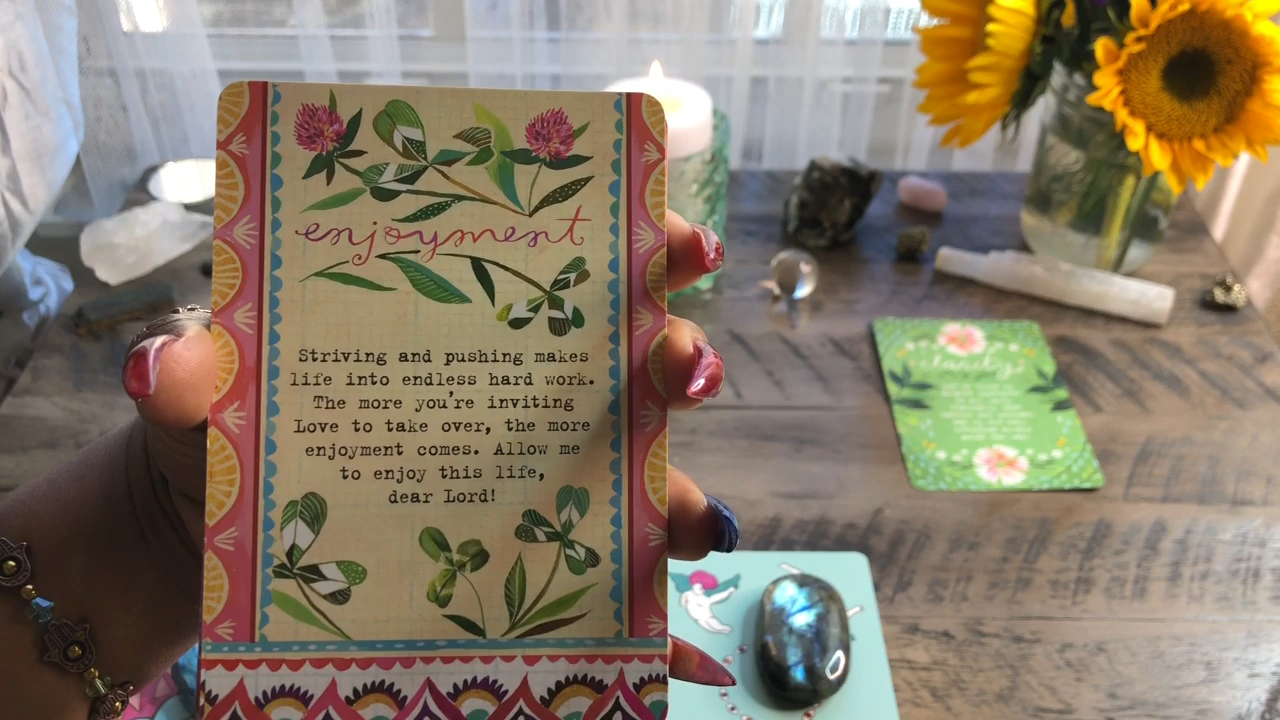 enjoyment
Striving and pushing makes
life into endless hard work.
The more you're inviting
Love to take over, the more
enjoyment comes. Allow me
to enjoy this life,
dear Lord!
clarity